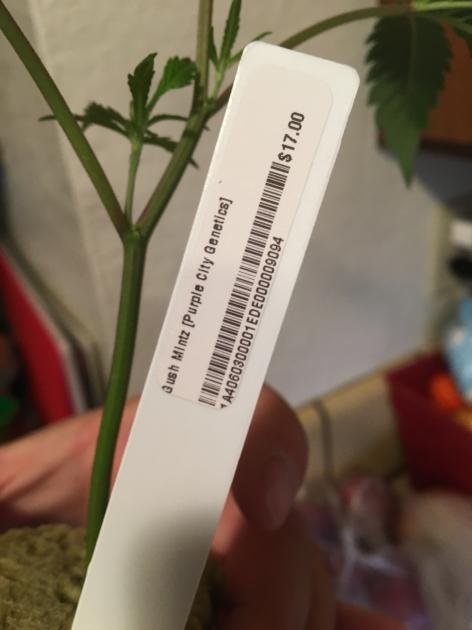 $17.00
Gush Mintz [Purple City Genetics]
1A4060300001EDE000009094